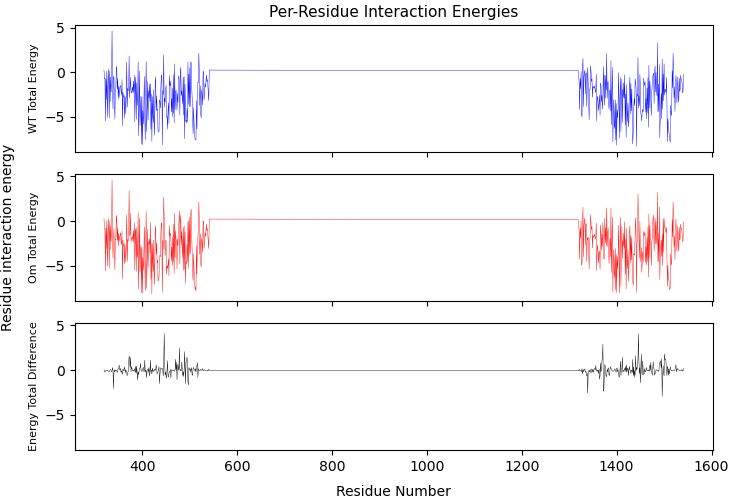 Per-Residue Interaction Energies
Residue interaction energy
WT Total Energy
5
0
−5
Om Total Energy
5
0
−5
Energy Total Difference
5
0
−5
400 600 800 1000 1200 1400 1600
Residue Number